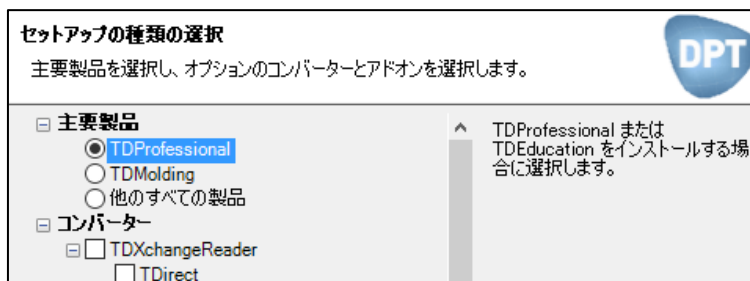 セットアップの種類の選択
主要製品を選択し、オプションのコンバーターとアドオンを選択します。
DPT
主要製品
TDProfessional
TDMolding
他のすべての製品
コンバーター
TDXchangeReader
TDirect
TDProfessional または
TDEducation をインストールする場
合に選択します。